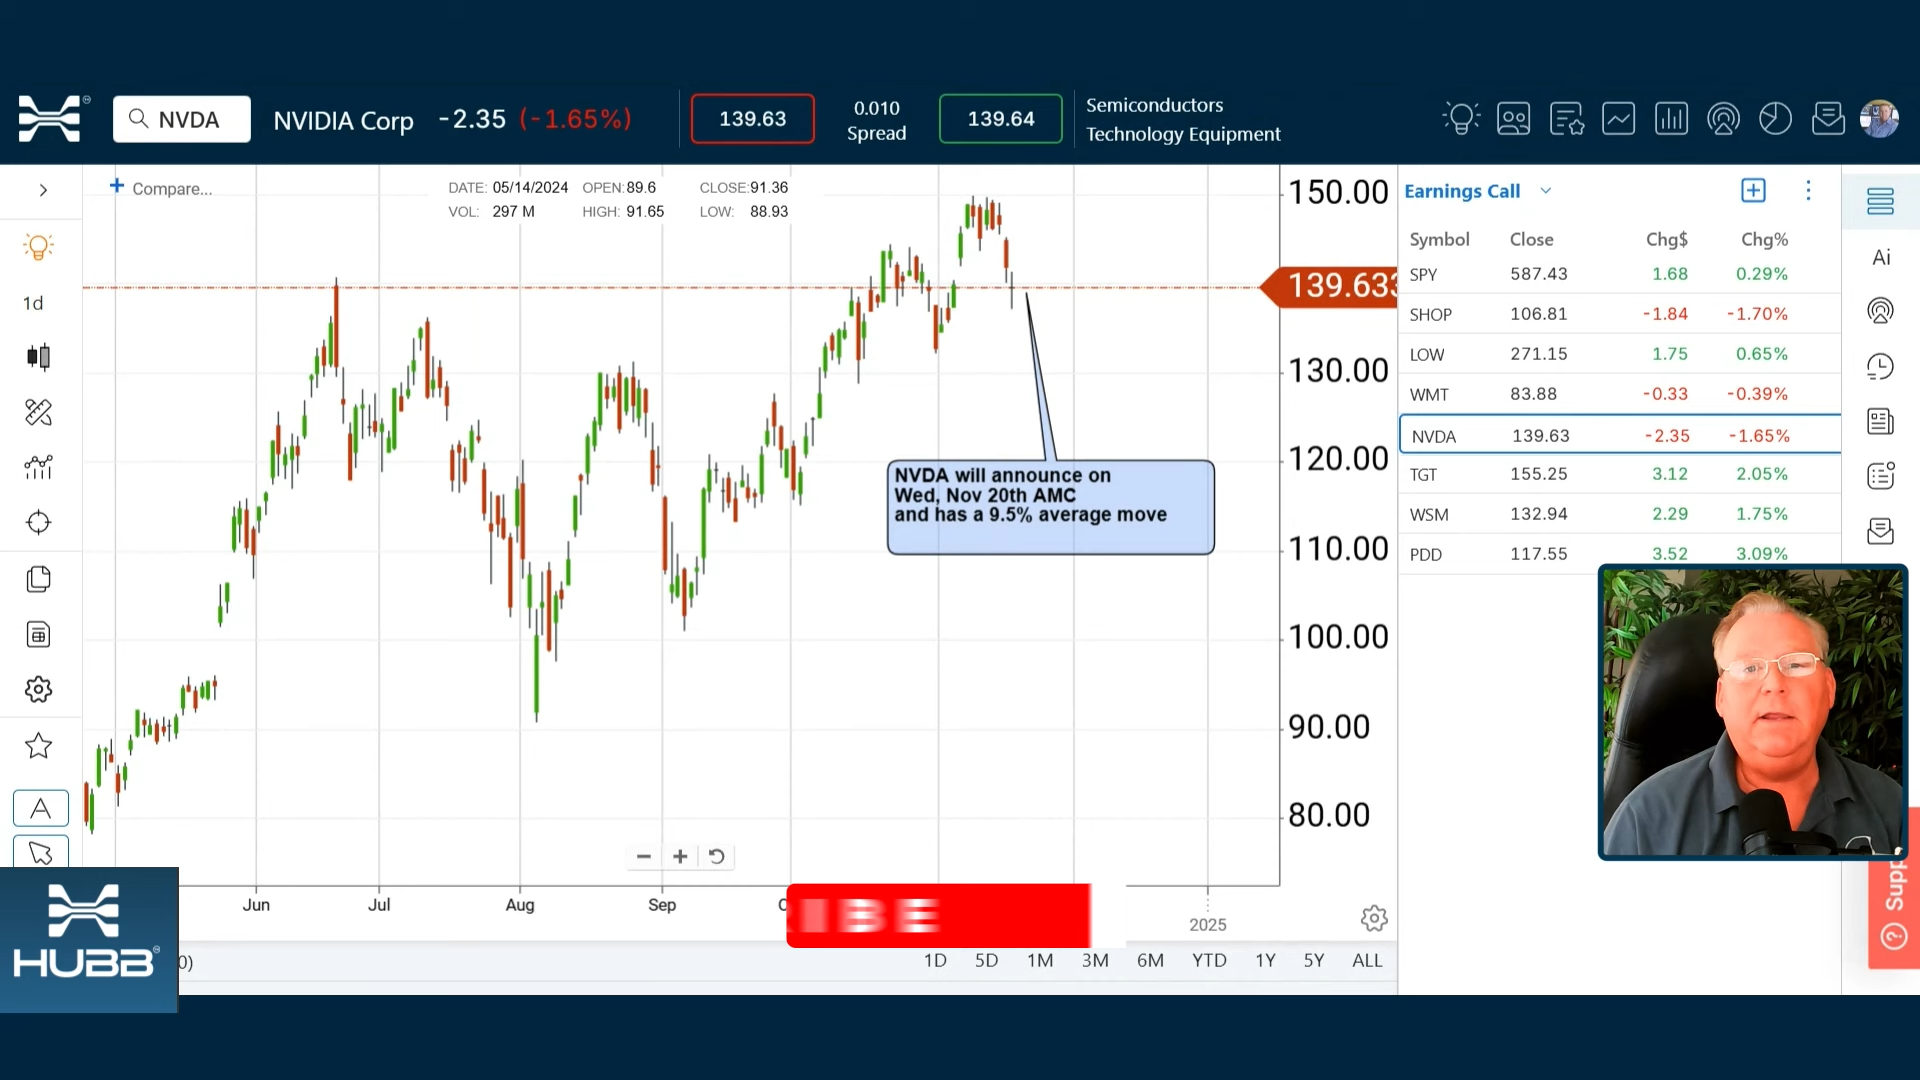 NVDA
NVIDIA Corp
-2.35 (-1.65%)
139.63
0.010
Spread
139.64
Semiconductors
Technology Equipment
Compare...
DATE: 05/14/2024 OPEN: 89.6 CLOSE: 91.36
VOL: 297 M HIGH: 91.65 LOW: 88.93
1d
150.00
139.633
130.00
120.00
110.00
100.00
90.00
80.00
NVDA will announce on
Wed, Nov 20th AMC
and has a 9.5% average move
Jun Jul Aug Sep
2025
1D 5D 1M 3M 6M YTD 1Y 5Y ALL
Earnings Call
Symbol Close Chg$ Chg%
SPY 587.43 1.68 0.29%
SHOP 106.81 -1.84 -1.70%
LOW 271.15 1.75 0.65%
WMT 83.88 -0.33 -0.39%
NVDA 139.63 -2.35 -1.65%
TGT 155.25 3.12 2.05%
WSM 132.94 2.29 1.75%
PDD 117.55 3.52 3.09%
Ai
HUBB